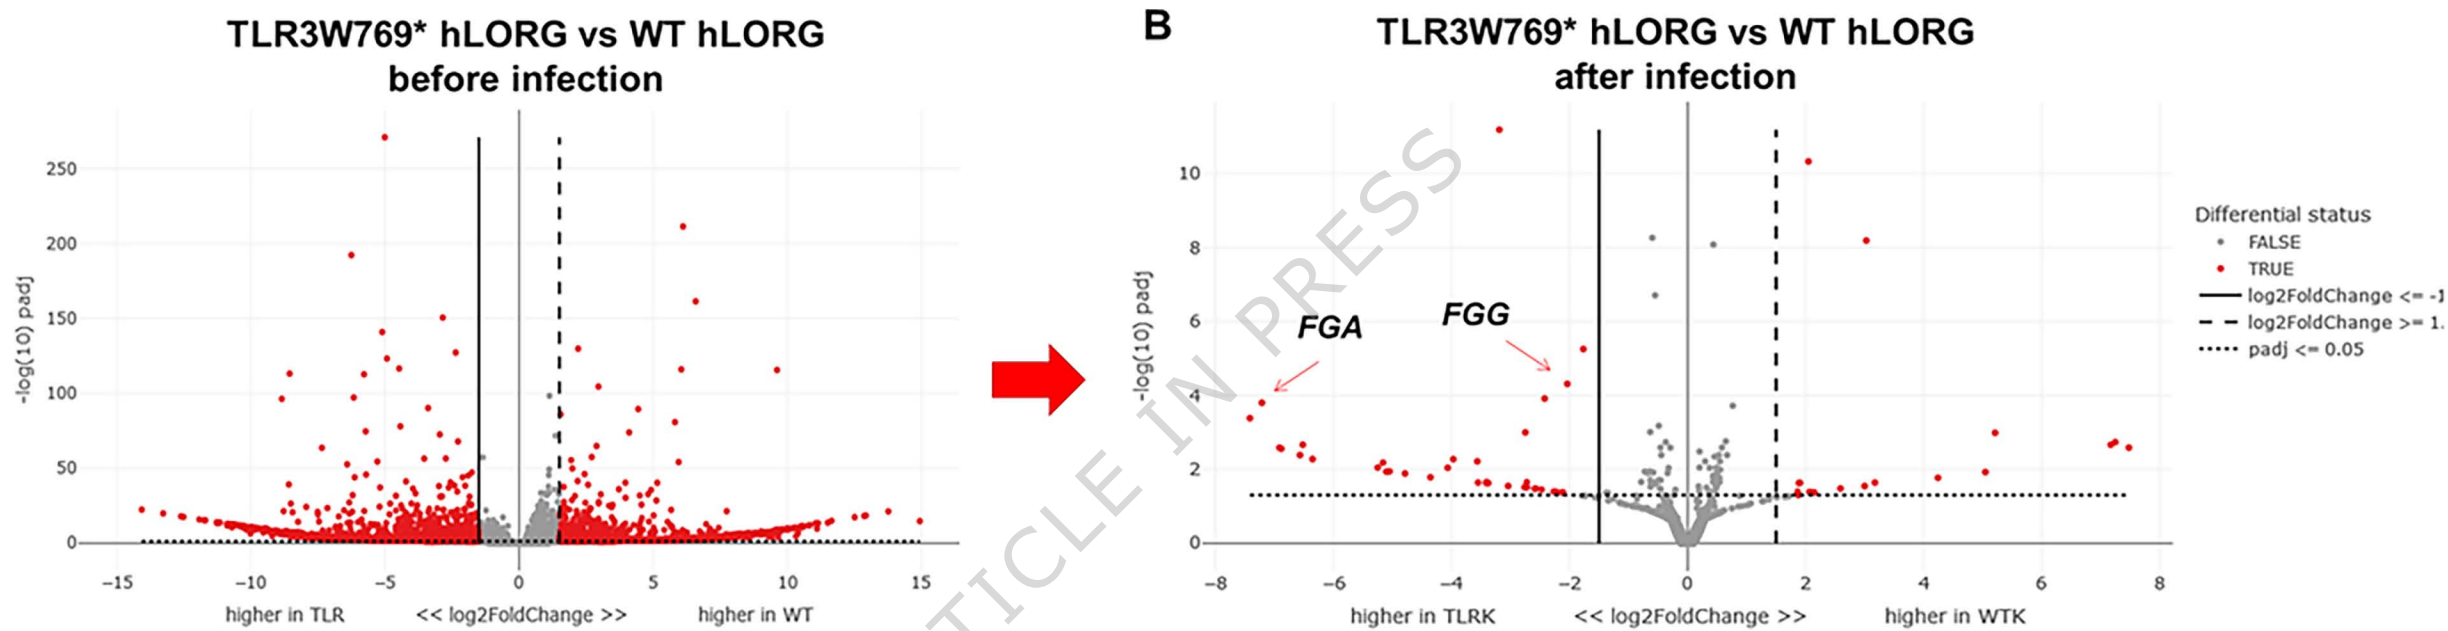 TLR3W769* hLORG vs WT hLORG
before infection
250
200
150
100
50
0
-log(10) padj
−15 −10 −5 0 5 10 15
higher in TLR << log2FoldChange >> higher in WT
B
TLR3W769* hLORG vs WT hLORG
after infection
10
8
6
4
2
0
-log(10) padj
FGA
FGG
−8 −6 −4 −2 0 2 4 6 8
higher in TLRK << log2FoldChange >> higher in WTK
Differential status
FALSE
TRUE
log2FoldChange <= -1
log2FoldChange >= 1.
padj <= 0.05
TICLE IN PRESS